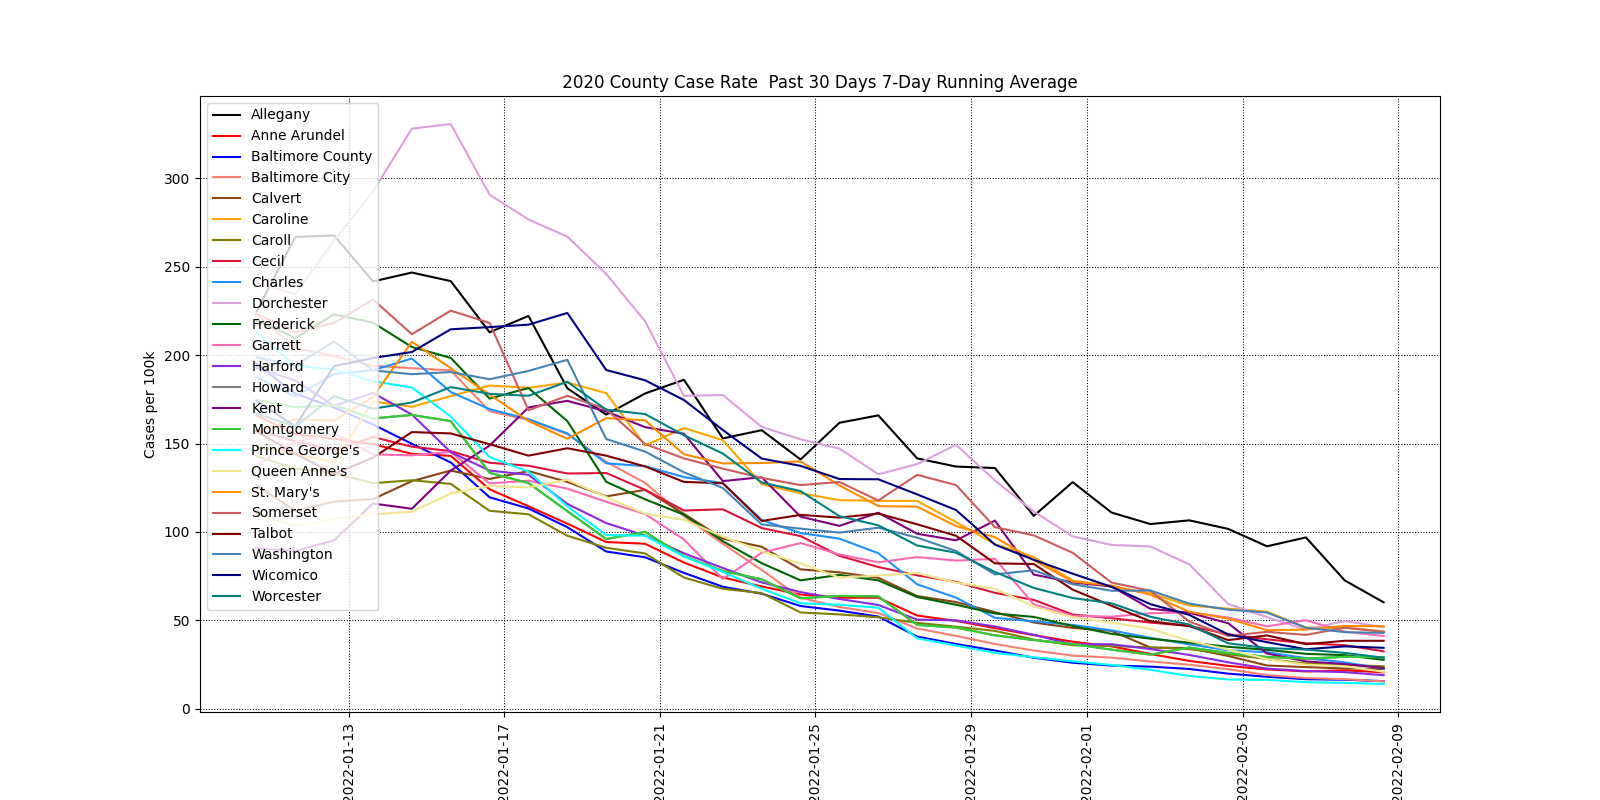 2020 County Case Rate  Past 30 Days 7-Day Running Average
Cases per 100k
300
250
200
150
100
50
0
Allegany
Anne Arundel
Baltimore County
Baltimore City
Calvert
Caroline
Caroll
Cecil
Charles
Dorchester
Frederick
Garrett
Harford
Howard
Kent
Montgomery
Prince George's
Queen Anne's
St. Mary's
Somerset
Talbot
Washington
Wicomico
Worcester
2022-01-13
2022-01-17
2022-01-21
2022-01-25
2022-01-29
2022-02-01
2022-02-05
2022-02-09